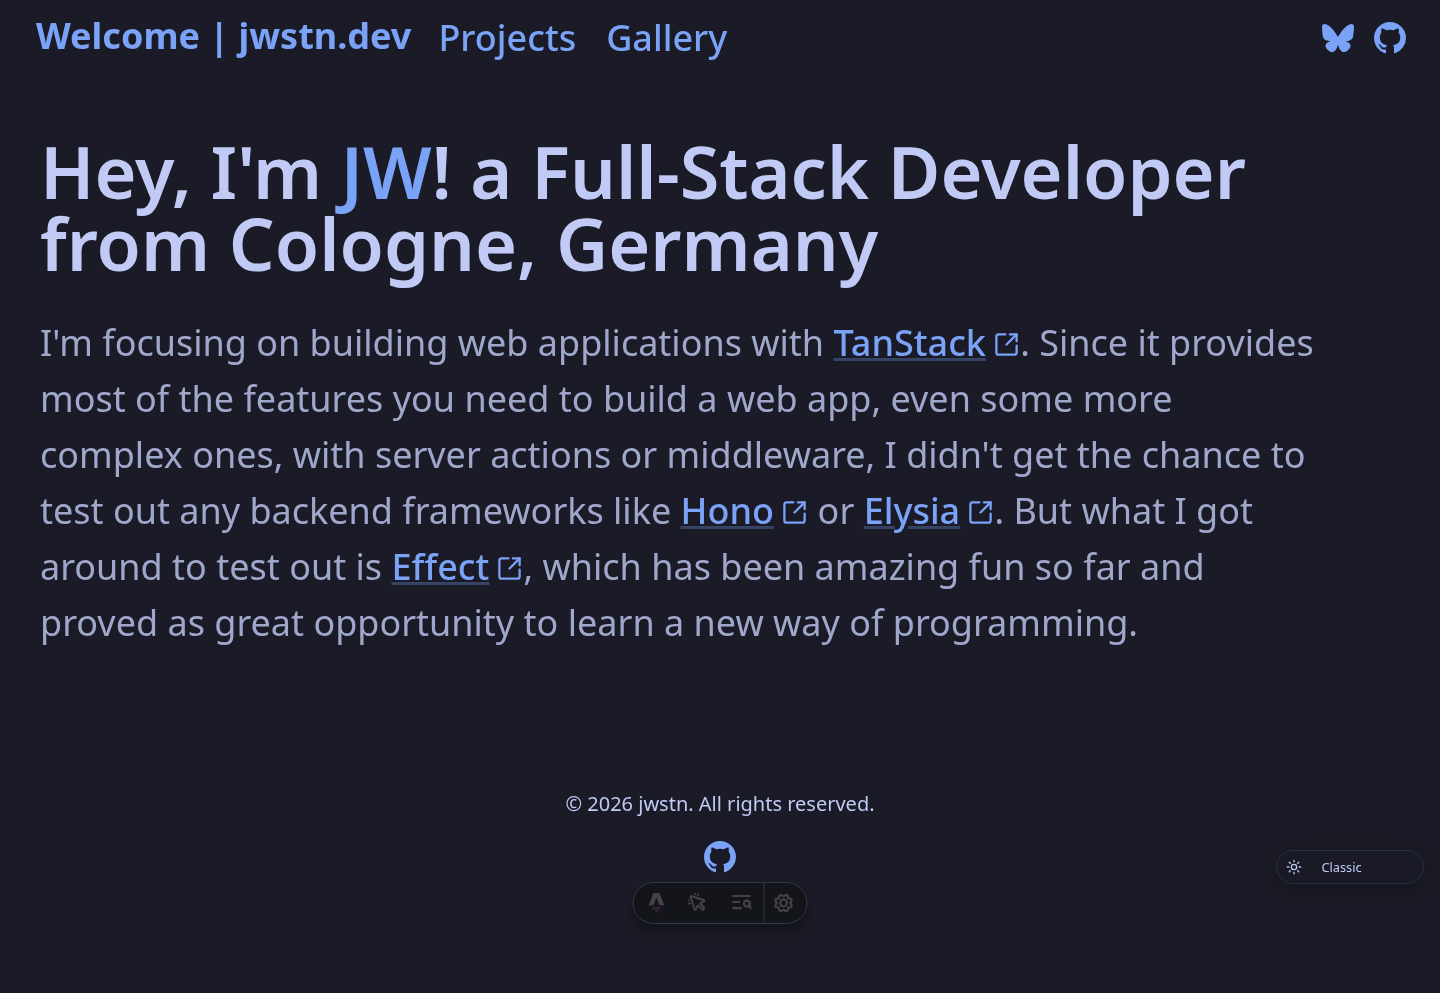 Welcome | jwstn.dev Projects Gallery
Hey, I'm JW! a Full-Stack Developer
from Cologne, Germany
I'm focusing on building web applications with TanStack. Since it provides
most of the features you need to build a web app, even some more
complex ones, with server actions or middleware, I didn't get the chance to
test out any backend frameworks like Hono or Elysia. But what I got
around to test out is Effect, which has been amazing fun so far and
proved as great opportunity to learn a new way of programming.
© 2026 jwstn. All rights reserved.
Classic